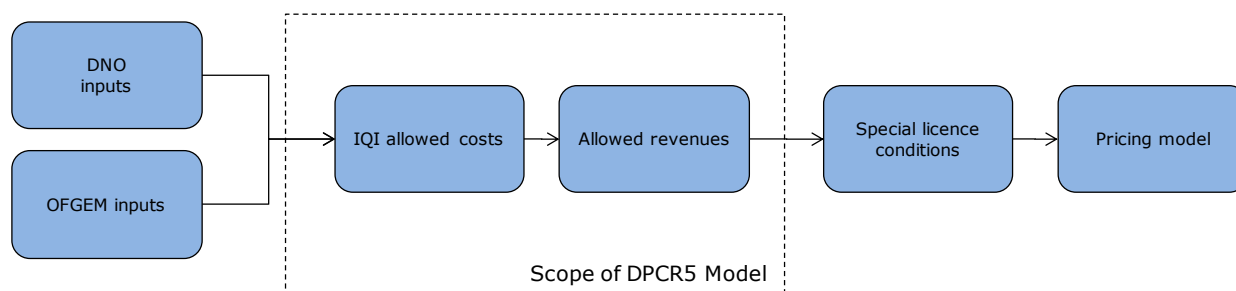 DNO
inputs
OFGEM inputs
IQI allowed costs
Allowed revenues
Special licence
conditions
Pricing model
Scope of DPCR5 Model